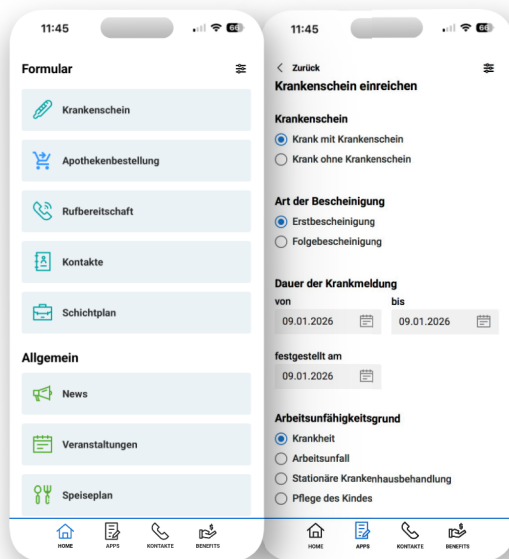 11:45
66
Formular
Krankenschein
Apothekenbestellung
Rufbereitschaft
Kontakte
Schichtplan
Allgemein
News
Veranstaltungen
Speiseplan
HOME
APPS
KONTAKTE
BENEFITS
11:45
66
Zurück
Krankenschein einreichen
Krankenschein
Krank mit Krankenschein
Krank ohne Krankenschein
Art der Bescheinigung
Erstbescheinigung
Folgebescheinigung
Dauer der Krankmeldung
von bis
09.01.2026 09.01.2026
festgestellt am
09.01.2026
Arbeitsunfähigkeitsgrund
Krankheit
Arbeitsunfall
Stationäre Krankenhausbehandlung
Pflege des Kindes
HOME
APPS
KONTAKTE
BENEFITS